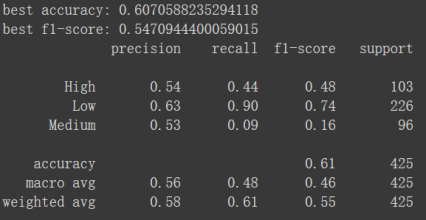 best accuracy: 0.6070588235294118
best f1-score: 0.5470944400059015
precision recall f1-score support
High 0.54 0.44 0.48 103
Low 0.63 0.90 0.74 226
Medium 0.53 0.09 0.16 96
accuracy 0.61 425
macro avg 0.56 0.48 0.46 425
weighted avg 0.58 0.61 0.55 425